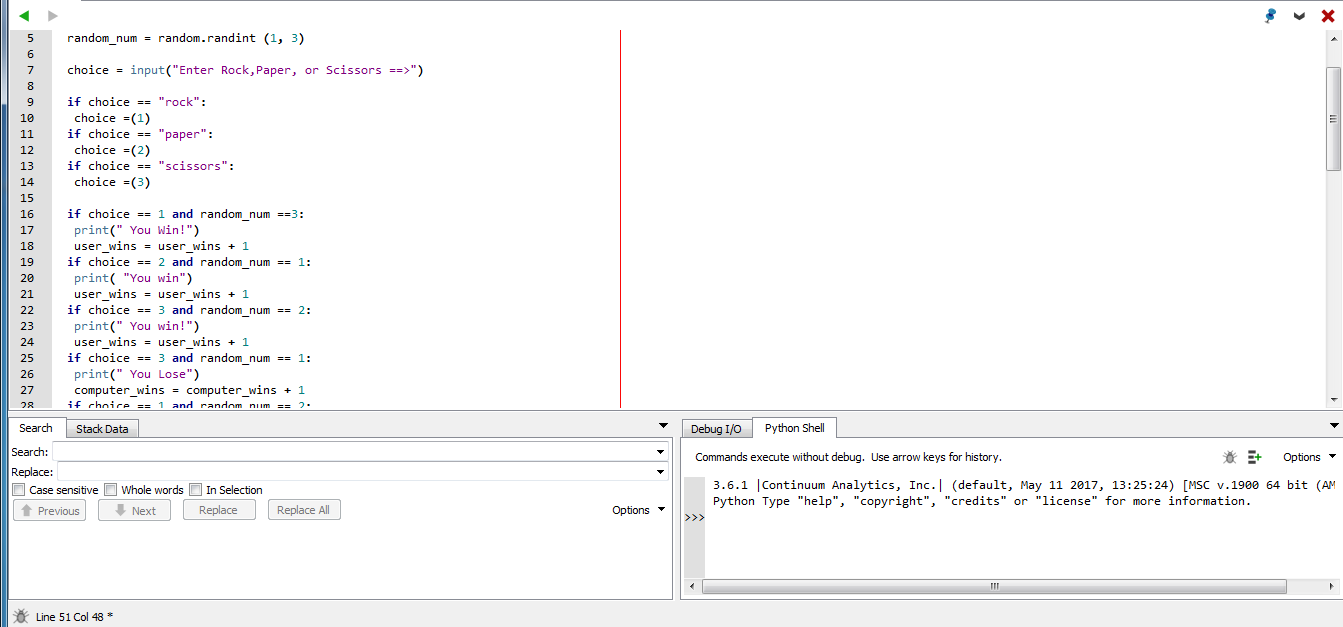 5 random_num = random.randint (1, 3)
6
7 choice = input("Enter Rock,Paper, or Scissors ==>")
8
9 if choice == "rock":
10 choice =(1)
11 if choice == "paper":
12 choice =(2)
13 if choice == "scissors":
14 choice =(3)
15
16 if choice == 1 and random_num ==3:
17 print(" You Win!")
18 user_wins = user_wins + 1
19 if choice == 2 and random_num == 1:
20 print( "You win")
21 user_wins = user_wins + 1
22 if choice == 3 and random_num == 2:
23 print(" You win!")
24 user_wins = user_wins + 1
25 if choice == 3 and random_num == 1:
26 print(" You Lose")
27 computer_wins = computer_wins + 1
28 if choice == 1 and random_num == 2:
Search Stack Data
Search:
Replace:
Case sensitive Whole words In Selection
Previous Next Replace Replace All Options
Debug I/O Python Shell
Commands execute without debug. Use arrow keys for history. Options
3.6.1 |Continuum Analytics, Inc.| (default, May 11 2017, 13:25:24) [MSC v.1900 64 bit (AM
Python Type "help", "copyright", "credits" or "license" for more information.
>>>
Line 51 Col 48 *